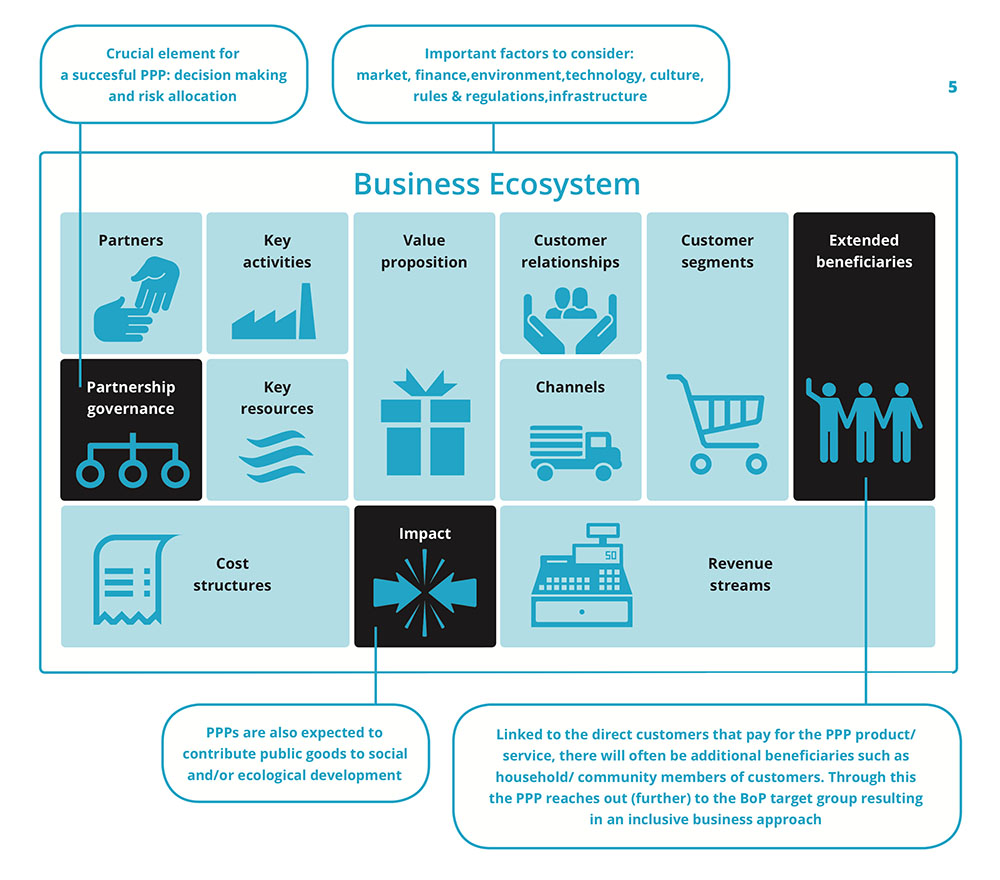 Crucial element for
a succesful PPP: decision making
and risk allocation
Important factors to consider:
market, finance,environment,technology, culture,
rules & regulations,infrastructure
5
Business Ecosystem
Partners
Key
activities
Value
proposition
Customer
relationships
Customer
segments
Extended
beneficiaries
Partnership
governance
Key
resources
Channels
Cost
structures
Impact
50
Revenue
streams
PPPs are also expected to
contribute public goods to social
and/or ecological development
Linked to the direct customers that pay for the PPP product/
service, there will often be additional beneficiaries such as
household/ community members of customers. Through this
the PPP reaches out (further) to the BoP target group resulting
in an inclusive business approach